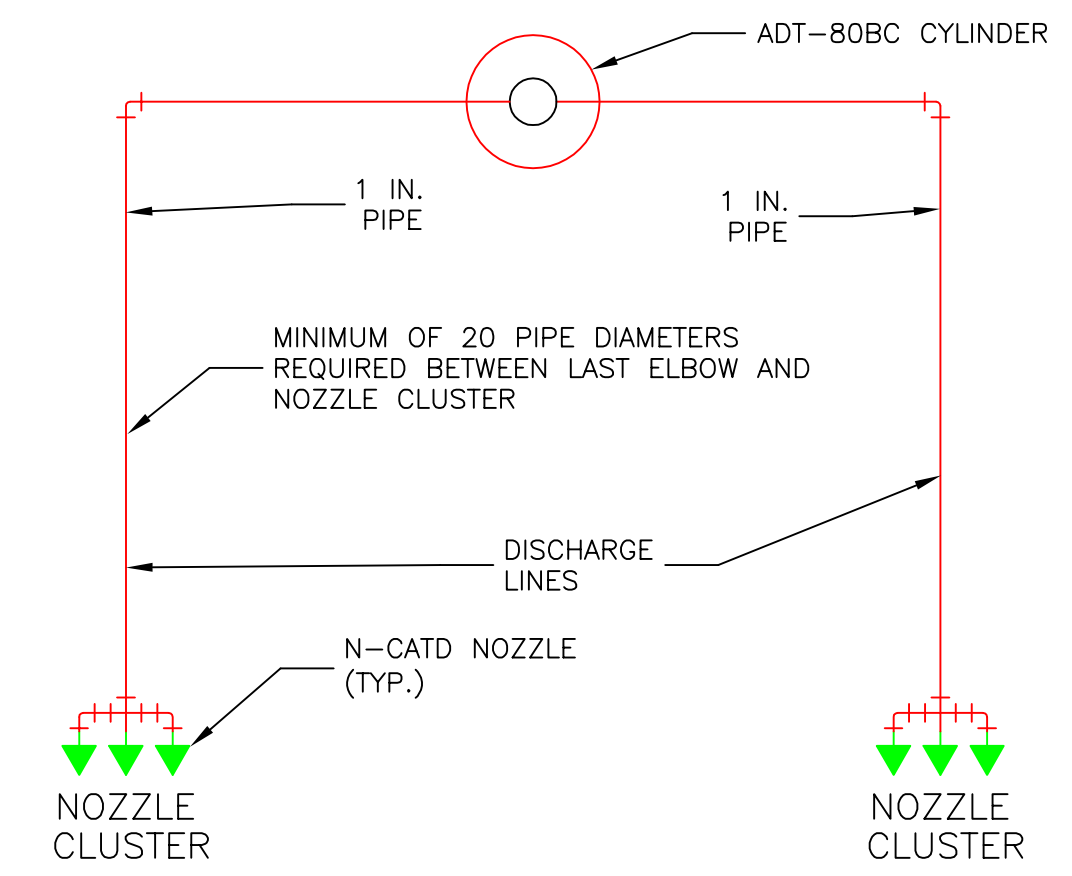 ADT-80BC CYLINDER
1 IN.
PIPE
1 IN.
PIPE
MINIMUM OF 20 PIPE DIAMETERS
REQUIRED BETWEEN LAST ELBOW AND
NOZZLE CLUSTER
DISCHARGE
LINES
N-CATD NOZZLE
(TYP.)
NOZZLE
CLUSTER
NOZZLE
CLUSTER